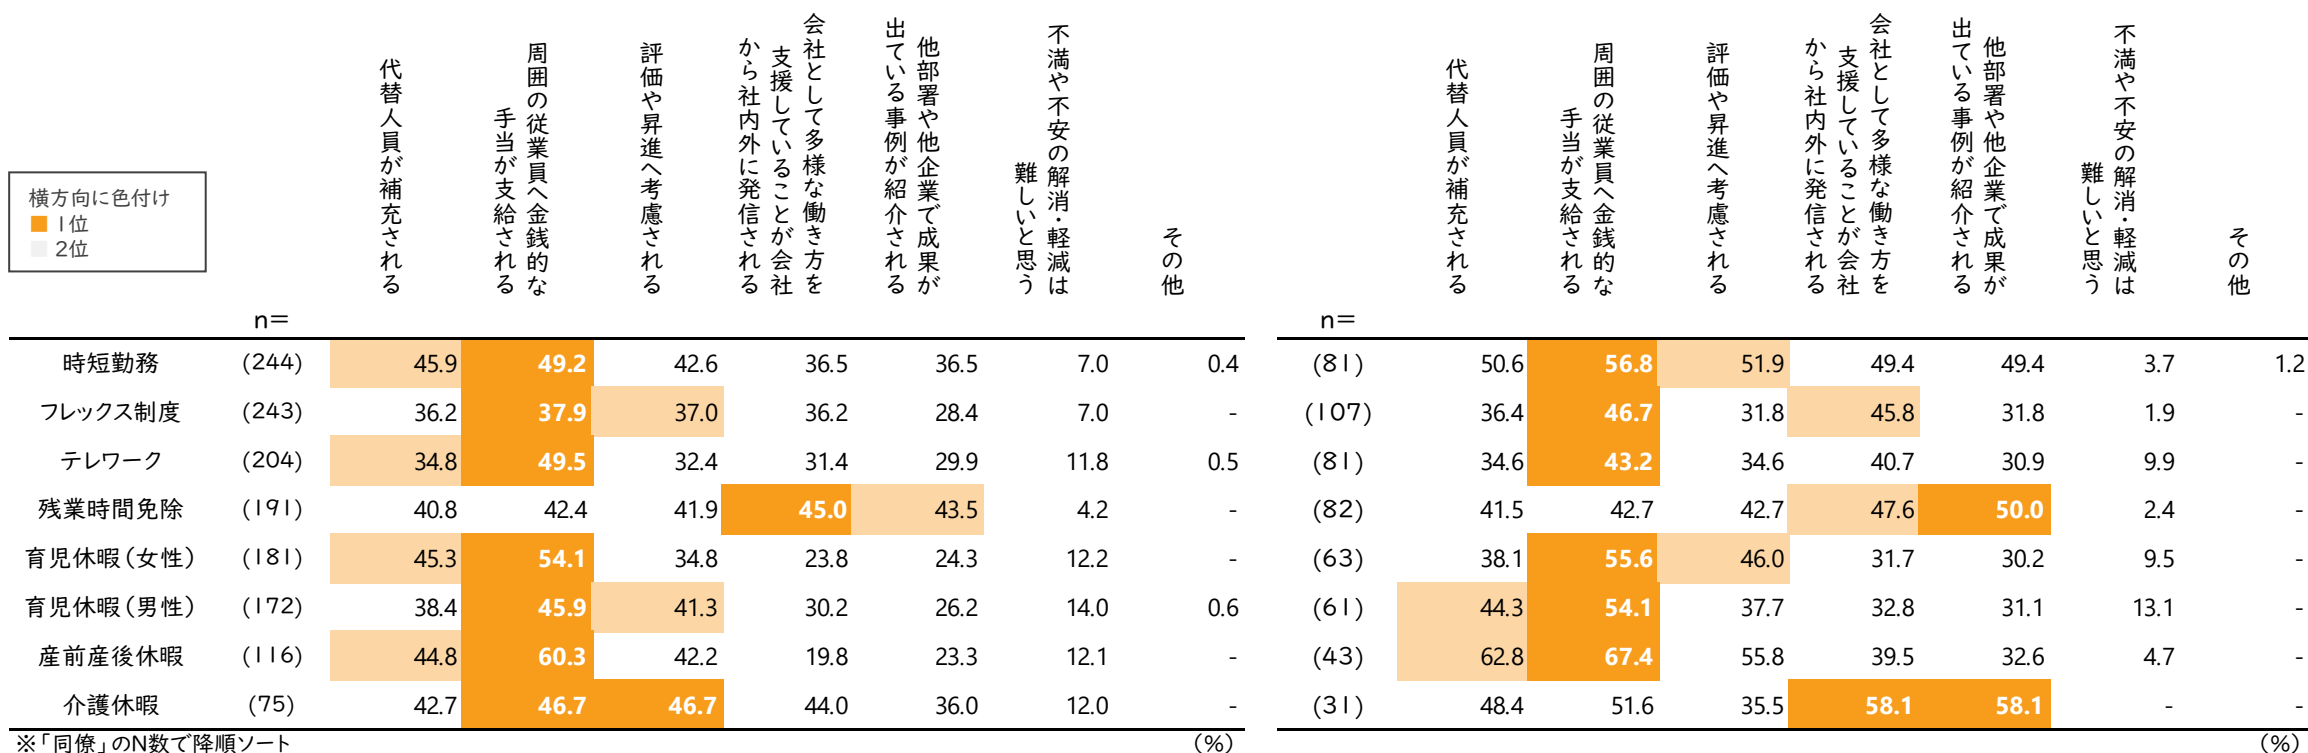 横方向に色付け
1位
2位
代替人員が補充される
周囲の従業員へ金銭的な
手当が支給される
評価や昇進へ考慮される
会社として多様な働き方を
支援していることが会社
から社内外に発信される
他部署や他企業で成果が
出ている事例が紹介される
不満や不安の解消・軽減は
難しいと思う
その他
代替人員が補充される
周囲の従業員へ金銭的な
手当が支給される
評価や昇進へ考慮される
会社として多様な働き方を
支援していることが会社
から社内外に発信される
他部署や他企業で成果が
出ている事例が紹介される
不満や不安の解消・軽減は
難しいと思う
その他
n= n=
時短勤務 (244) 45.9 49.2 42.6 36.5 36.5 7.0 0.4 (81) 50.6 56.8 51.9 49.4 49.4 3.7 1.2
フレックス制度 (243) 36.2 37.9 37.0 36.2 28.4 7.0 - (107) 36.4 46.7 31.8 45.8 31.8 1.9 -
テレワーク (204) 34.8 49.5 32.4 31.4 29.9 11.8 0.5 (81) 34.6 43.2 34.6 40.7 30.9 9.9 -
残業時間免除 (191) 40.8 42.4 41.9 45.0 43.5 4.2 - (82) 41.5 42.7 42.7 47.6 50.0 2.4 -
育児休暇(女性) (181) 45.3 54.1 34.8 23.8 24.3 12.2 - (63) 38.1 55.6 46.0 31.7 30.2 9.5 -
育児休暇(男性) (172) 38.4 45.9 41.3 30.2 26.2 14.0 0.6 (61) 44.3 54.1 37.7 32.8 31.1 13.1 -
産前産後休暇 (116) 44.8 60.3 42.2 19.8 23.3 12.1 - (43) 62.8 67.4 55.8 39.5 32.6 4.7 -
介護休暇 (75) 42.7 46.7 46.7 44.0 36.0 12.0 - (31) 48.4 51.6 35.5 58.1 58.1 - -
※「同僚」のN数で降順ソート (%) (%)